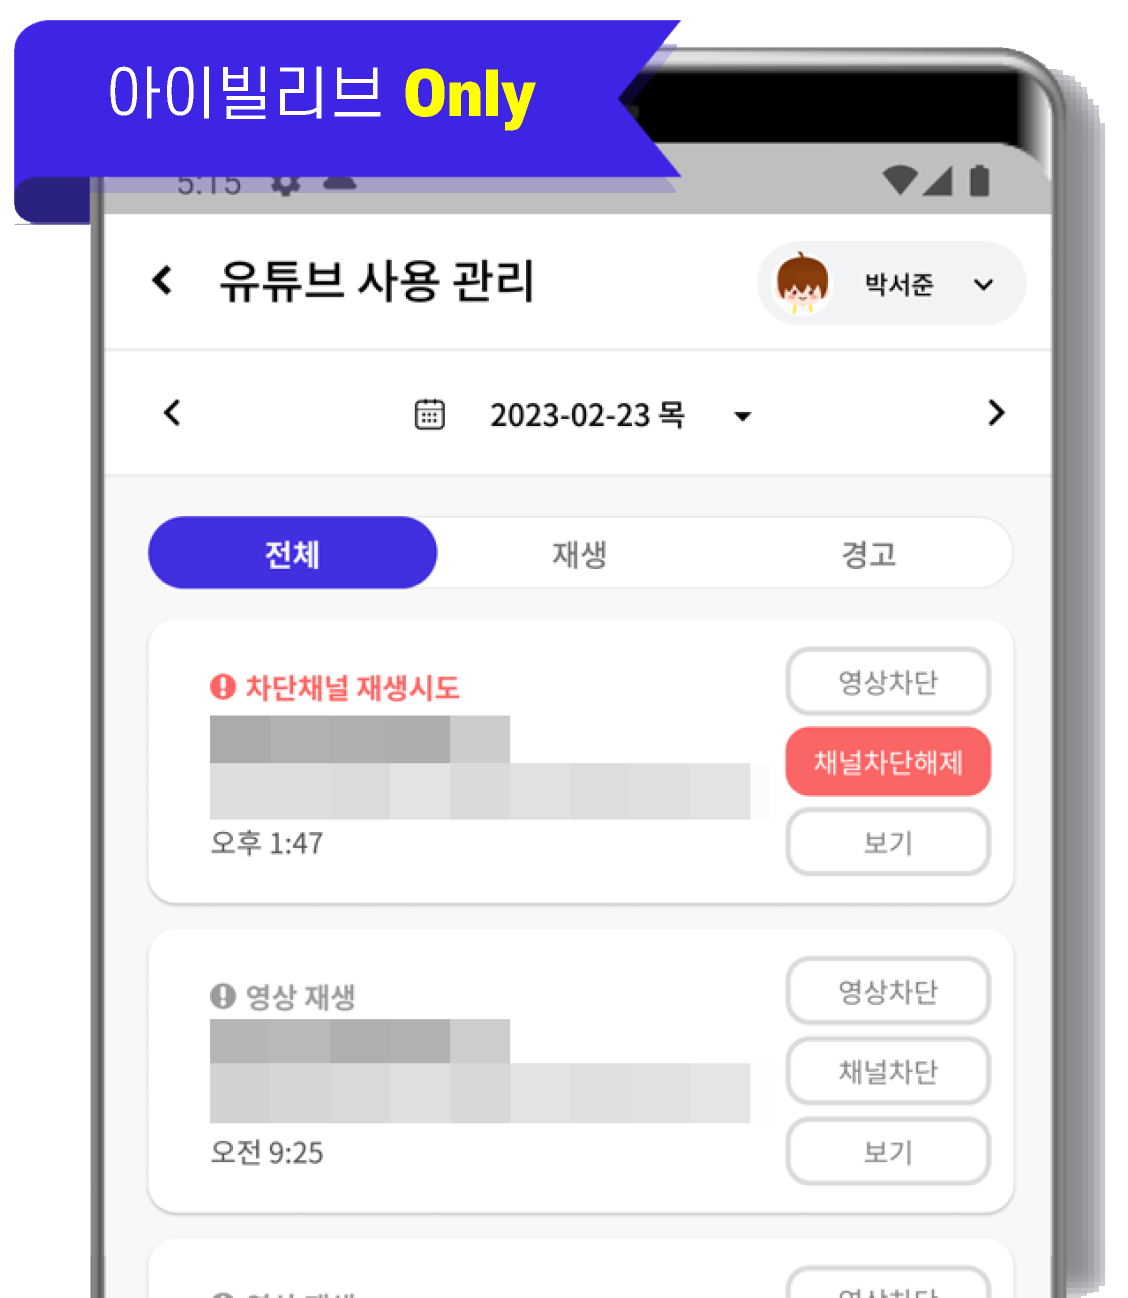 아이빌리브 Only
5:15
유튜브 사용 관리
박서준
2023-02-23 목
전체
재생
경고
차단채널 재생시도
오후 1:47
영상차단
채널차단해제
보기
영상 재생
오전 9:25
영상차단
채널차단
보기